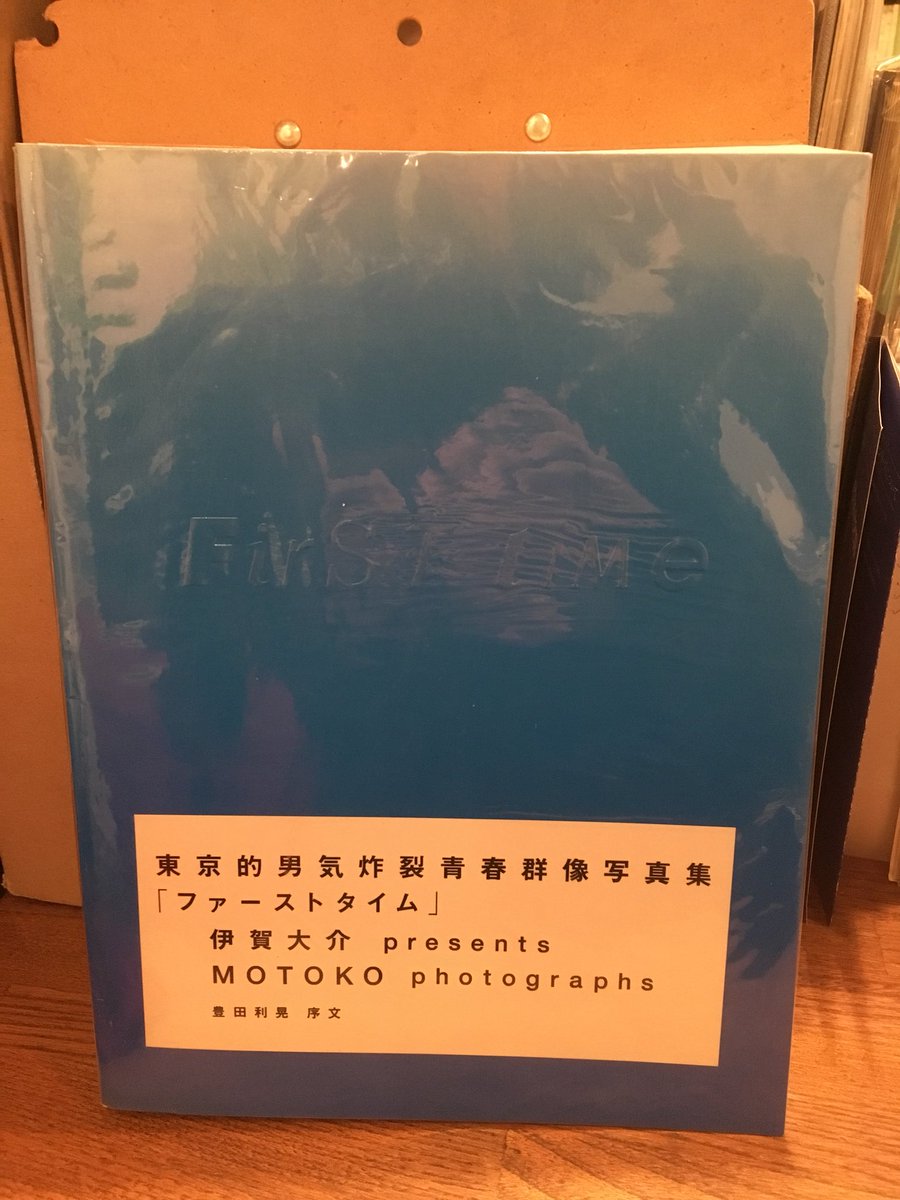 First time
東京的男気炸裂青春群像写真集
「ファーストタイム」
伊賀大介 presents
MOTOKO photographs
豊田利晃 序文